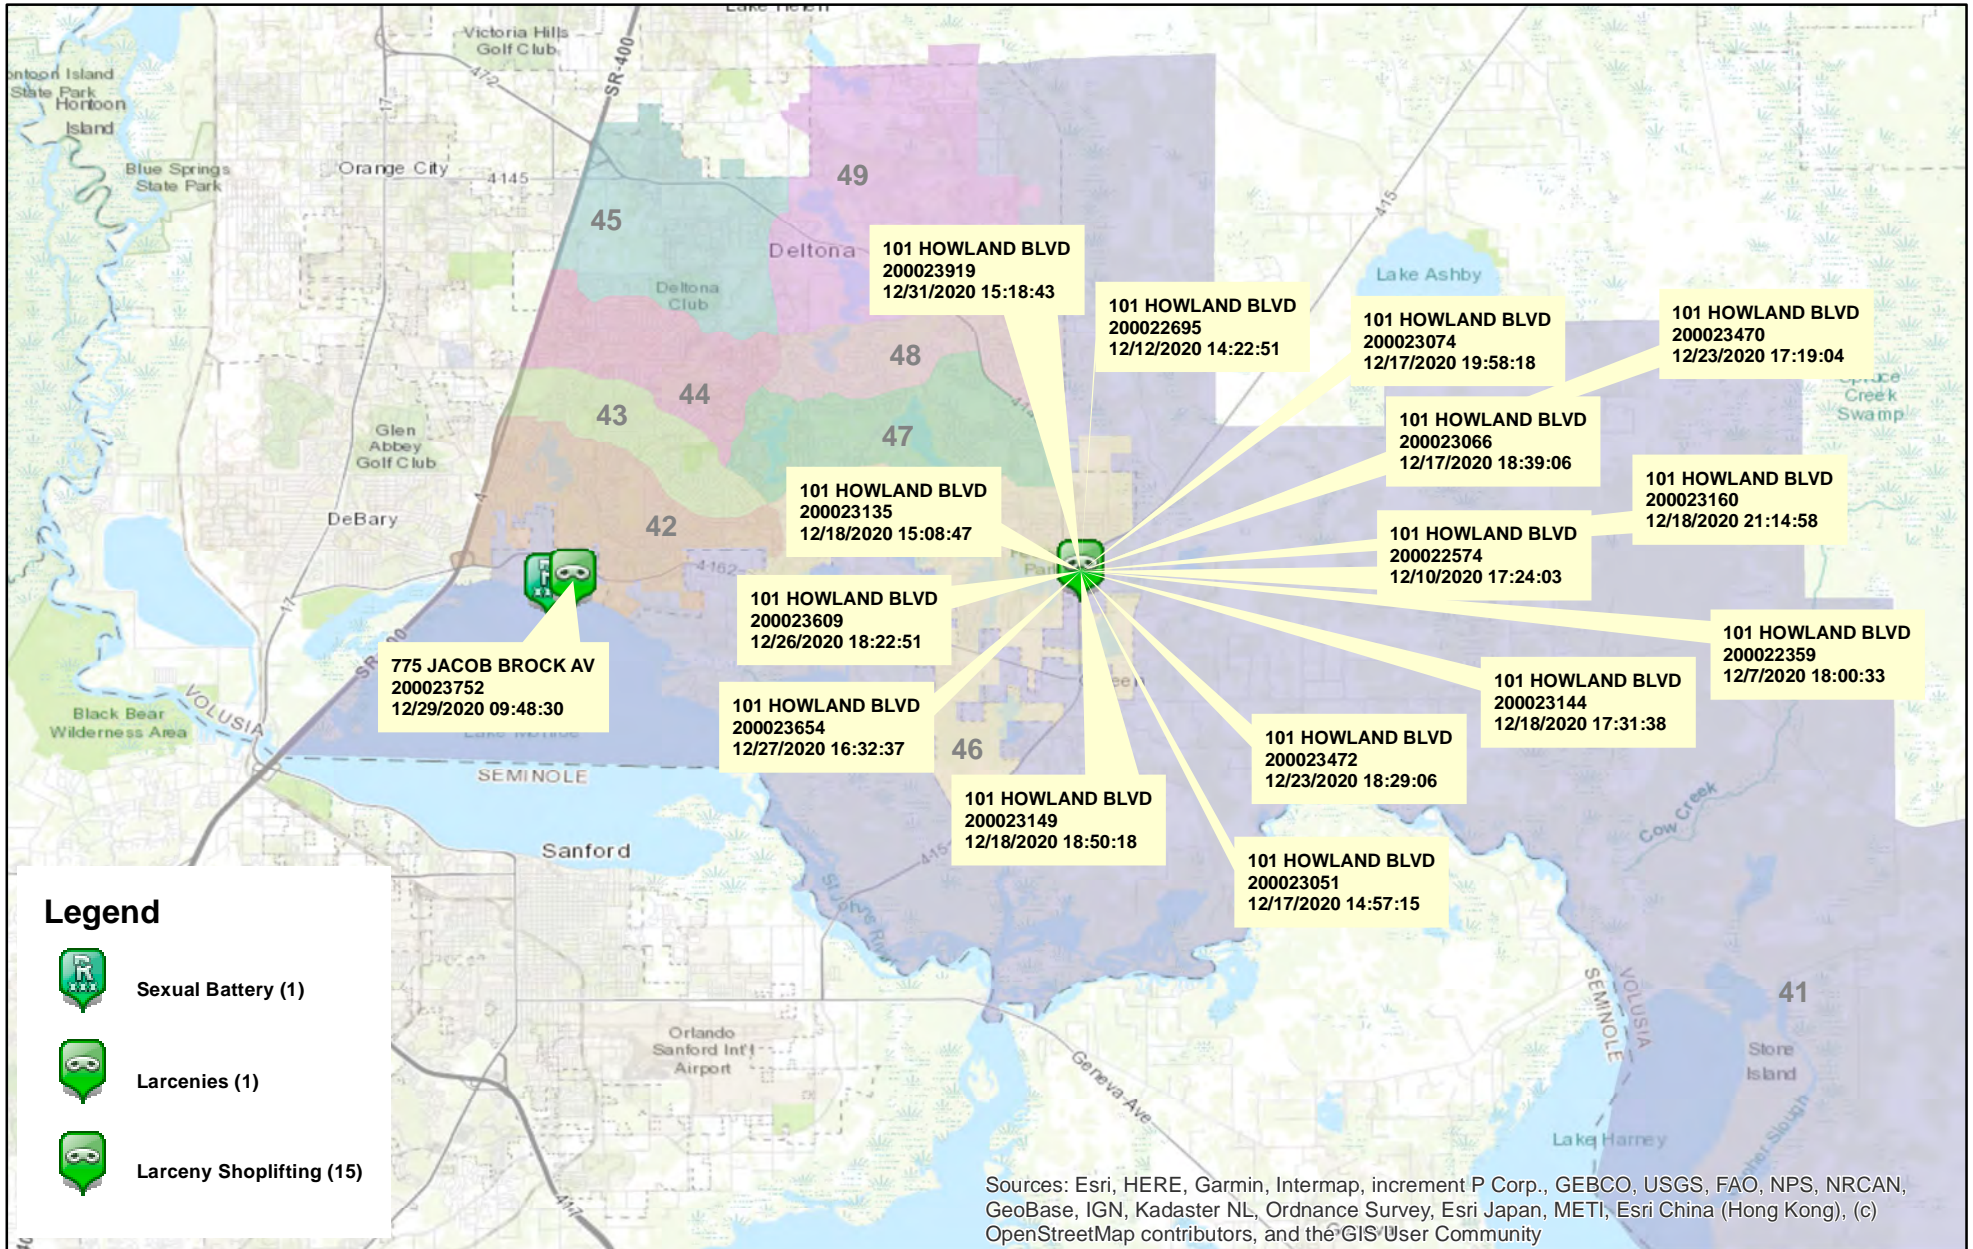 Lake Helen
Victoria Hills
Golf Club
SR-400
472
17
Hontoon
Island
State Park
Blue Springs
State Park
Orange City
4145
45
49
Deltona
Deltona
Club
4-15
Lake Ashby
101 HOWLAND BLVD
200023919
12/31/2020 15:18:43
101 HOWLAND BLVD
200022695
12/12/2020 14:22:51
101 HOWLAND BLVD
200023074
12/17/2020 19:58:18
101 HOWLAND BLVD
200023470
12/23/2020 17:19:04
Spruce
Creek
Swamp
48
44
43
47
42
Glen
Abbey
Golf Club
101 HOWLAND BLVD
200023066
12/17/2020 18:39:06
101 HOWLAND BLVD
200023135
12/18/2020 15:08:47
101 HOWLAND BLVD
200023160
12/18/2020 21:14:58
101 HOWLAND BLVD
200022574
12/10/2020 17:24:03
DeBary
4
4162
17
101 HOWLAND BLVD
200023609
12/26/2020 18:22:51
101 HOWLAND BLVD
200022359
12/7/2020 18:00:33
775 JACOB BROCK AV
200023752
12/29/2020 09:48:30
101 HOWLAND BLVD
200023144
12/18/2020 17:31:38
101 HOWLAND BLVD
200023654
12/27/2020 16:32:37
101 HOWLAND BLVD
200023472
12/23/2020 18:29:06
Black Bear
Wilderness Area
VOLUSIA
SEMINOLE
Lake Monroe
46
101 HOWLAND BLVD
200023149
12/18/2020 18:50:18
101 HOWLAND BLVD
200023051
12/17/2020 14:57:15
Cow Creek
Sanford
415
St Johns River
Legend
R
Sexual Battery (1)
Larcenies (1)
Larceny Shoplifting (15)
Orlando
Sanford Int'l
Airport
417
Geneva-Ave
SEMINOLE
VOLUSIA
41
Stone
Island
Lake Harney
Sources: Esri, HERE, Garmin, Intermap, increment P Corp., GEBCO, USGS, FAO, NPS, NRCAN,
GeoBase, IGN, Kadaster NL, Ordnance Survey, Esri Japan, METI, Esri China (Hong Kong), (c)
OpenStreetMap contributors, and the GIS User Community